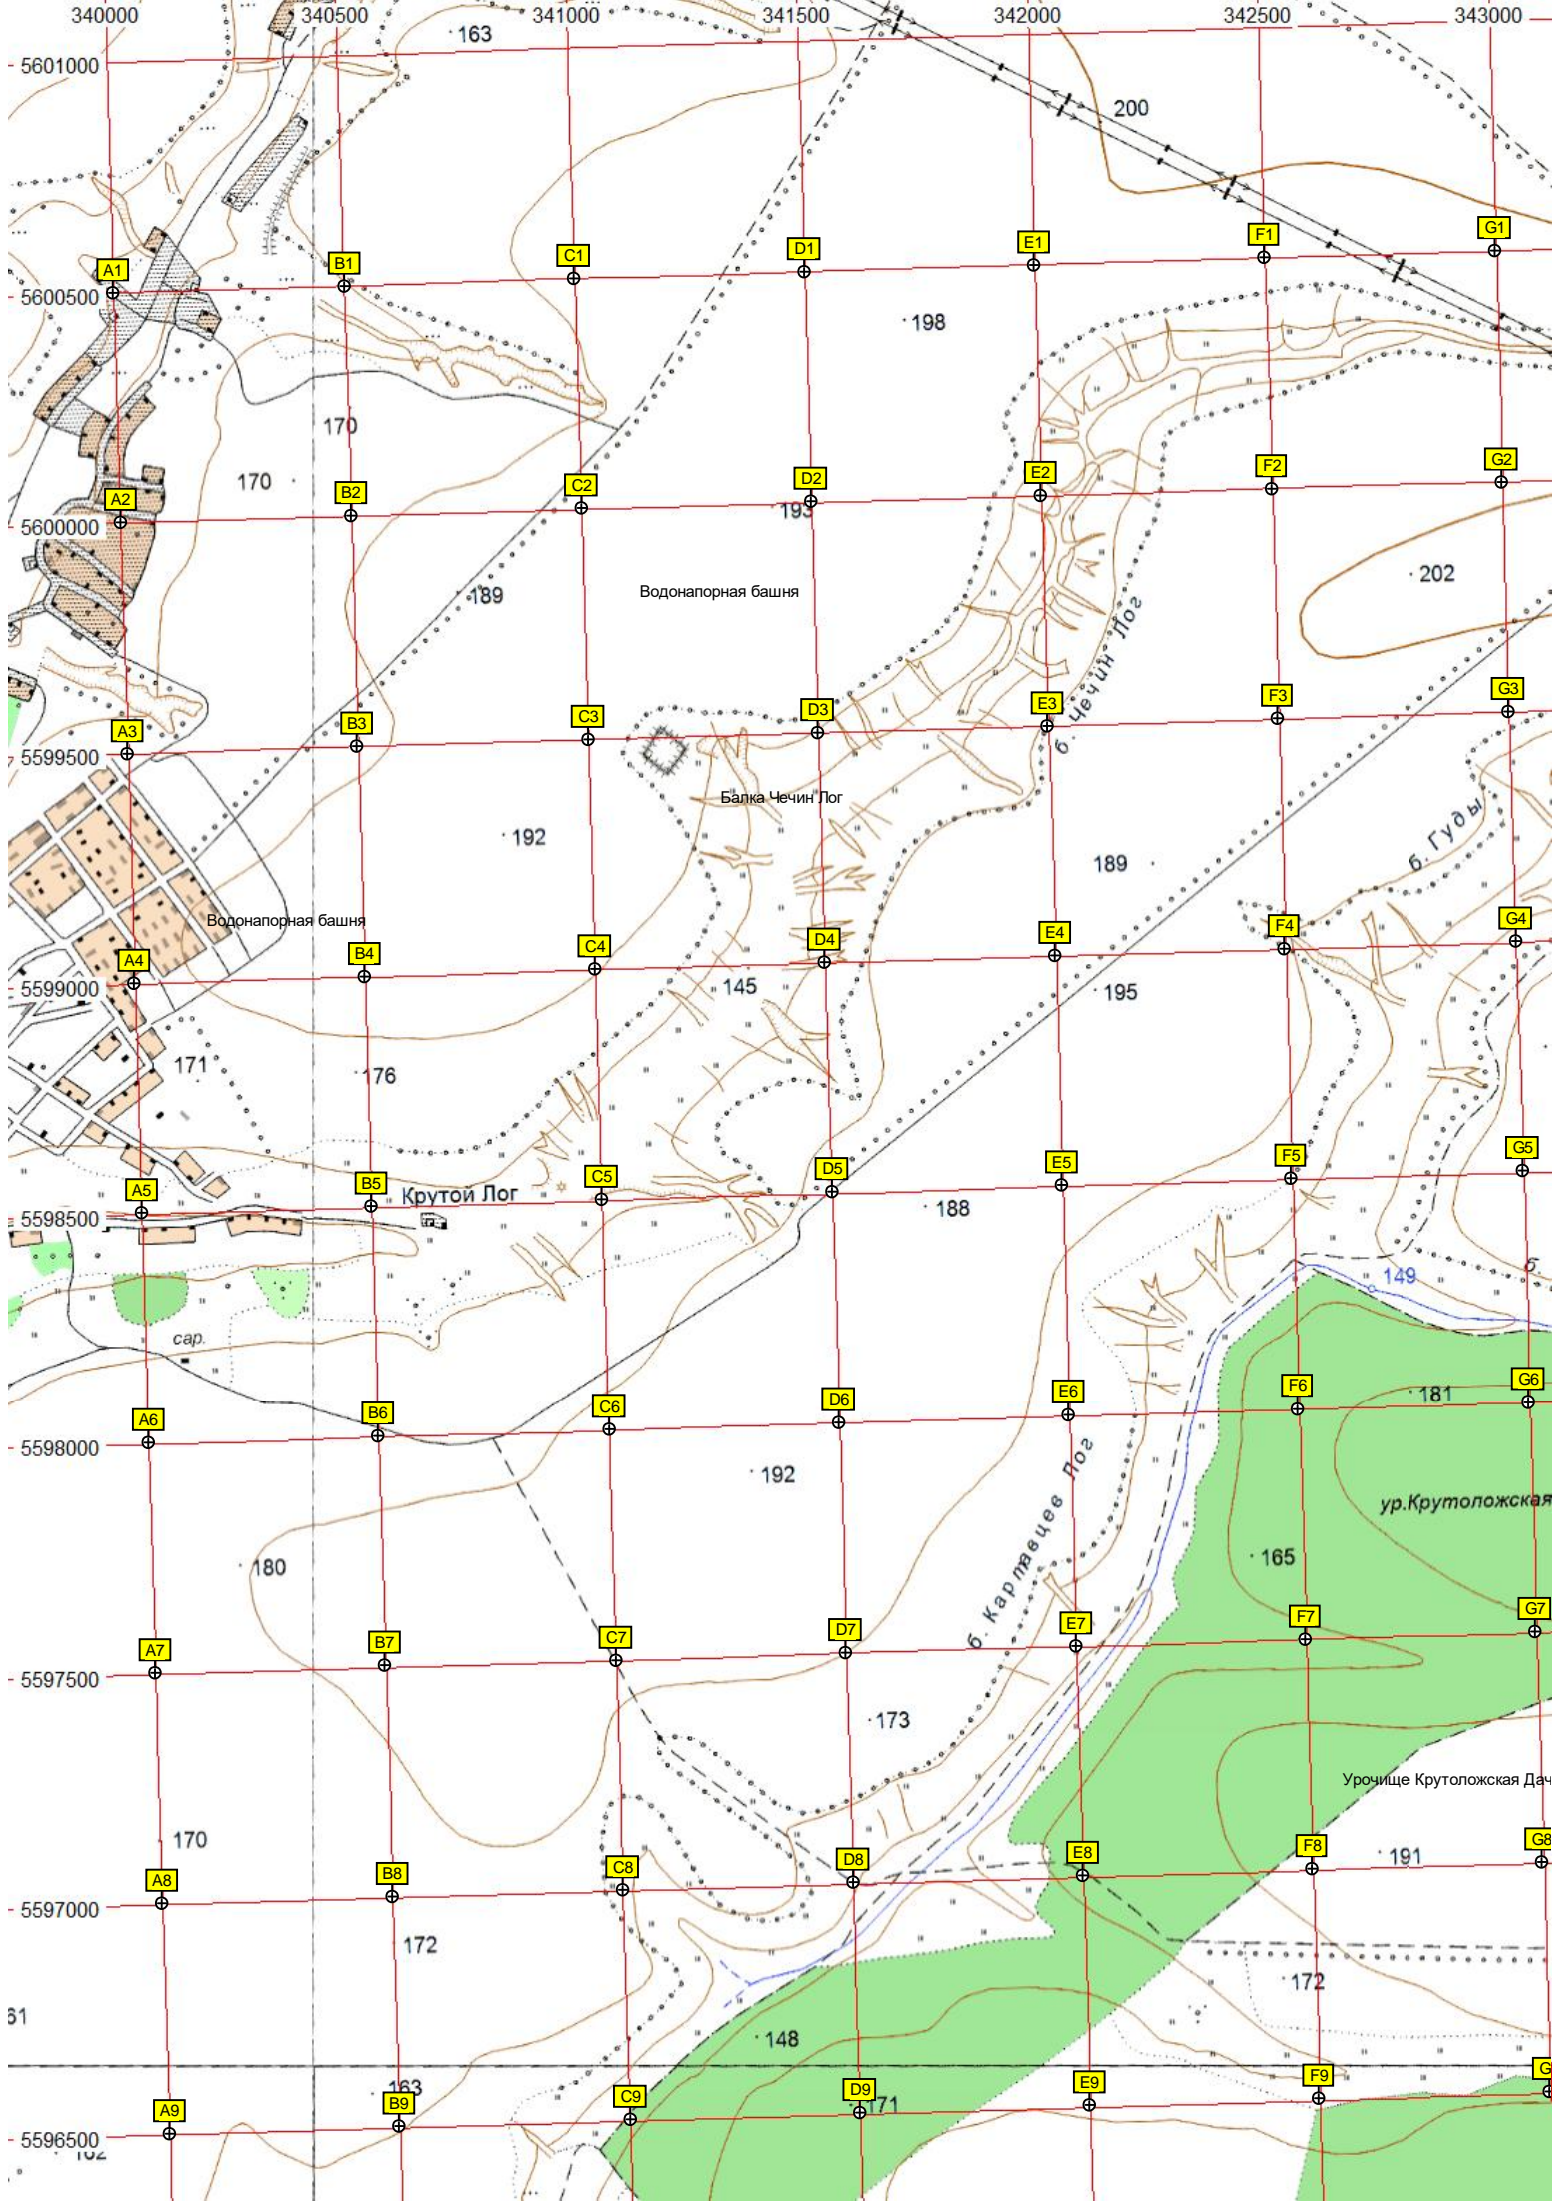 340000 340500 341000 341500 342000 342500 343000
163
5601000
200
G1
F1
E1
D1
C1
B1
A1
5600500
198
170
G2
F2
E2
D2
C2
B2
A2
170
193
5600000
202
Водонапорная башня
189
G3
F3
E3
D3
C3
B3
A3
б. Чечин Лог
5599500
Балка Чечин Лог
192
б. Гуды
189
Водонапорная башня
G4
F4
E4
D4
C4
B4
A4
5599000
145
195
171
176
G5
F5
E5
D5
C5
B5
A5
Крутой Лог
188
5598500
б.
149
сар.
G6
F6
E6
D6
C6
B6
A6
181
5598000
192
б. Картавцев Лог
ур.Крутоложская
165
180
G7
F7
E7
D7
C7
B7
A7
5597500
173
Урочище Крутоложская Дач
170
G8
F8
E8
D8
C8
B8
A8
191
5597000
172
172
61
148
163
G
F9
E9
D9
C9
B9
A9
171
5596500
162